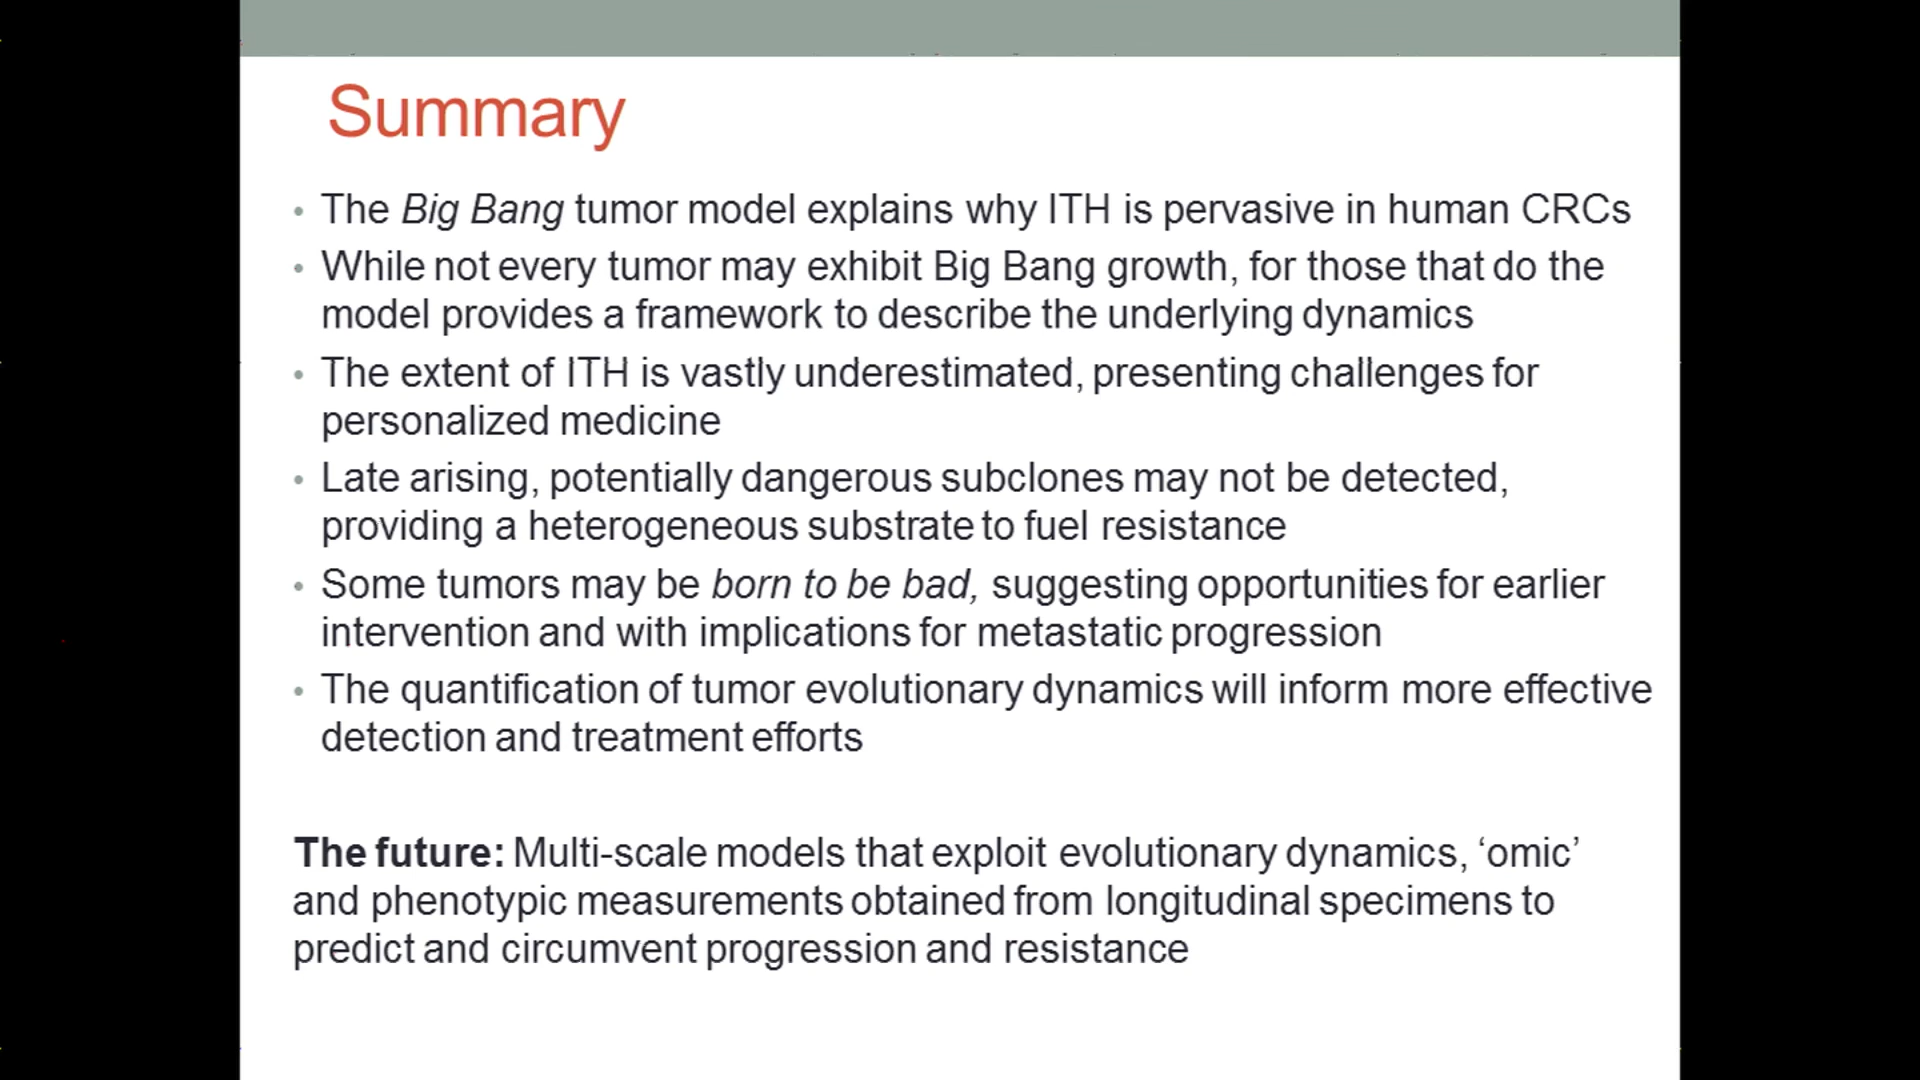 Summary
• The Big Bang tumor model explains why ITH is pervasive in human CRCs
• While not every tumor may exhibit Big Bang growth, for those that do the
model provides a framework to describe the underlying dynamics
• The extent of ITH is vastly underestimated, presenting challenges for
personalized medicine
• Late arising, potentially dangerous subclones may not be detected,
providing a heterogeneous substrate to fuel resistance
• Some tumors may be born to be bad, suggesting opportunities for earlier
intervention and with implications for metastatic progression
• The quantification of tumor evolutionary dynamics will inform more effective
detection and treatment efforts
The future: Multi-scale models that exploit evolutionary dynamics, ‘omic’
and phenotypic measurements obtained from longitudinal specimens to
predict and circumvent progression and resistance